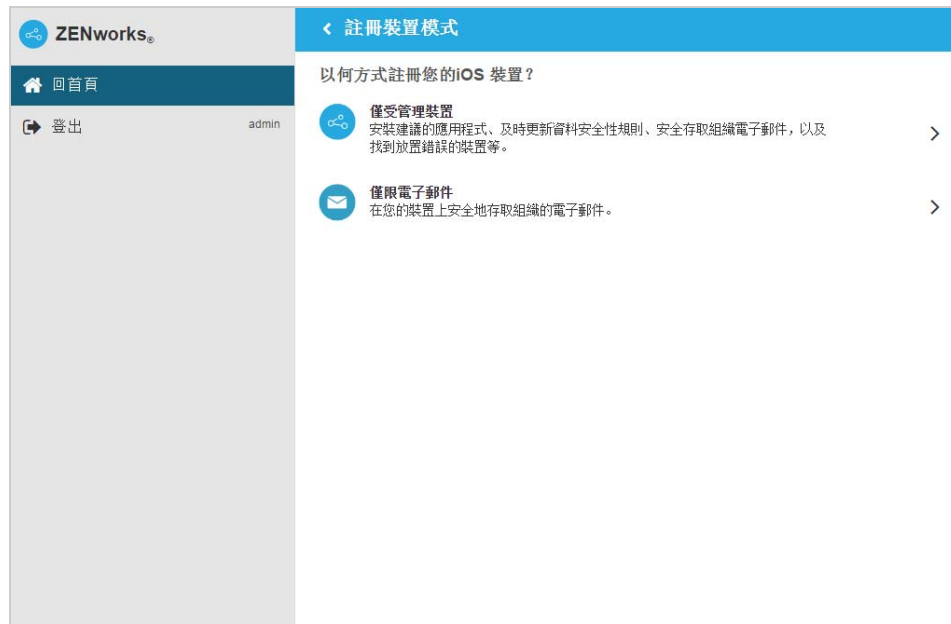 ZENworks®
回首頁
登出 admin
註冊裝置模式
以何方式註冊您的iOS 裝置？
僅受管理裝置
安裝建議的應用程式、及時更新資料安全性規則、安全存取組織電子郵件，以及
找到放置錯誤的裝置等。
僅限電子郵件
在您的裝置上安全地存取組織的電子郵件。